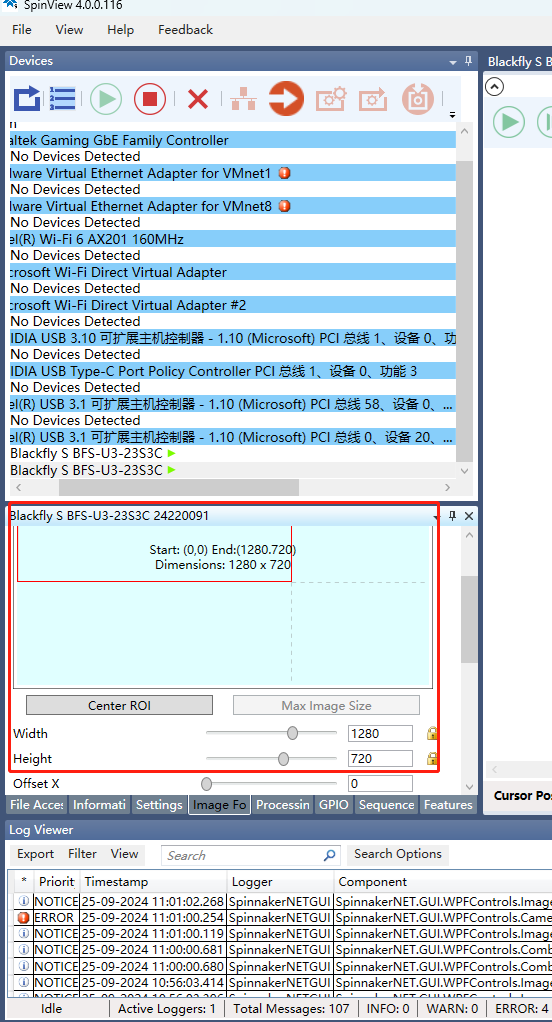 SpinView 4.0.0.116
File View Help Feedback
Devices
Blackfly S B
altek Gaming GbE Family Controller
No Devices Detected
lware Virtual Ethernet Adapter for VMnet1
No Devices Detected
lware Virtual Ethernet Adapter for VMnet8
No Devices Detected
el(R) Wi-Fi 6 AX201 160MHz
No Devices Detected
crosoft Wi-Fi Direct Virtual Adapter
No Devices Detected
crosoft Wi-Fi Direct Virtual Adapter #2
No Devices Detected
IDIA USB 3.10 可扩展主机控制器 - 1.10 (Microsoft) PCI 总线 1、设备 0、功
No Devices Detected
IDIA USB Type-C Port Policy Controller PCI 总线 1、设备 0、功能 3
No Devices Detected
el(R) USB 3.1 可扩展主机控制器 - 1.10 (Microsoft) PCI 总线 58、设备 0、...
No Devices Detected
el(R) USB 3.1 可扩展主机控制器 - 1.10 (Microsoft) PCI 总线 0、设备 20、...
Blackfly S BFS-U3-23S3C
Blackfly S BFS-U3-23S3C
Blackfly S BFS-U3-23S3C 24220091
Start: (0,0) End:(1280.720)
Dimensions: 1280 x 720
Center ROI Max Image Size
Width 1280
Height 720
Offset X 0
Cursor Pos
File Acces Informati Settings Image Fo Processin GPIO Sequence Features
Log Viewer
Export Filter View Search Search Options
* Priorit Timestamp Logger Component
NOTICE 25-09-2024 11:01:02.268 SpinnakerNETGUI SpinnakerNET.GUI.WPFControls.Image
ERROR 25-09-2024 11:01:00.254 SpinnakerNETGUI SpinnakerNET.GUI.WPFControls.Came
NOTICE 25-09-2024 11:01:00.119 SpinnakerNETGUI SpinnakerNET.GUI.WPFControls.Image
NOTICE 25-09-2024 11:00:00.681 SpinnakerNETGUI SpinnakerNET.GUI.WPFControls.Comb
NOTICE 25-09-2024 11:00:00.680 SpinnakerNETGUI SpinnakerNET.GUI.WPFControls.Comb
NOTICE 25-09-2024 10:56:03.414 SpinnakerNETGUI SpinnakerNET.GUI.WPFControls.Image
Idle Active Loggers: 1 Total Messages: 107 INFO: 0 WARN: 0 ERROR: 4